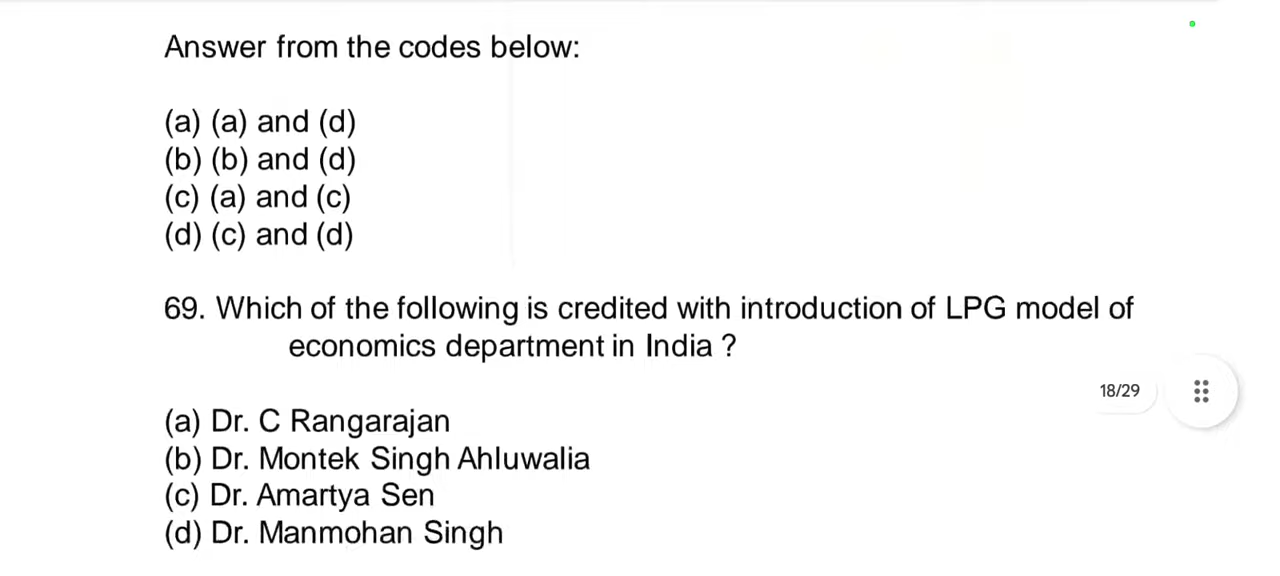 Answer from the codes below:
(a) (a) and (d)
(b) (b) and (d)
(c) (a) and (c)
(d) (c) and (d)
69. Which of the following is credited with introduction of LPG model of
economics department in India ?
18/29
(a) Dr. C Rangarajan
(b) Dr. Montek Singh Ahluwalia
(c) Dr. Amartya Sen
(d) Dr. Manmohan Singh